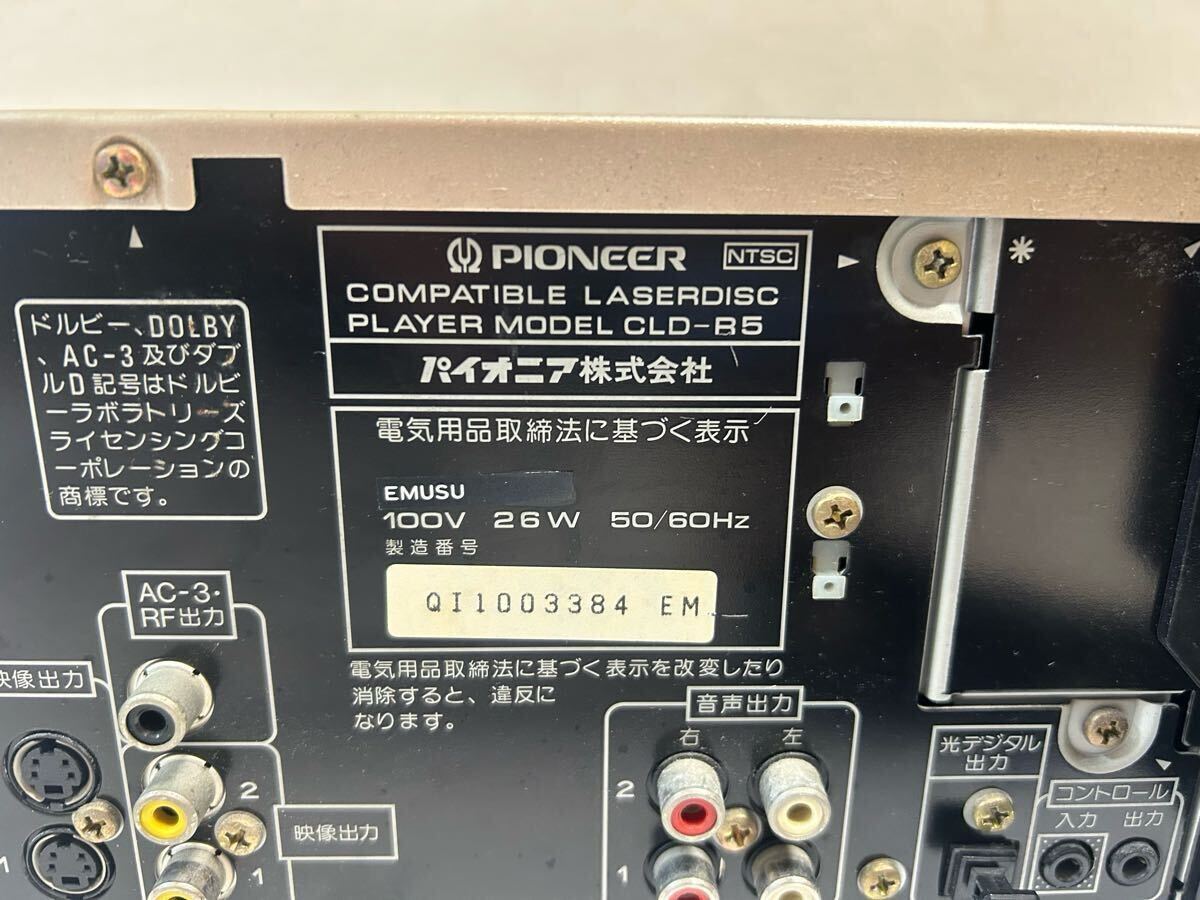 PIONEER NTSC
COMPATIBLE LASERDISC
PLAYER MODEL CLD-R5
パイオニア株式会社
ドルビー、DOLBY
、AC-3及びダブ
ルD記号はドルビ
ーラボラトリーズ
ライセンシングコ
ーポレーションの
商標です。
電気用品取締法に基づく表示
EMUSU
100V 26W 50/60Hz
製造番号
QI1003384 EM
電気用品取締法に基づく表示を改変したり
消除すると、違反に
なります。
AC-3・
RF出力
映像出力
2
1
映像出力
1
音声出力
右 左
2
1
光デジタル
出力
コントロール
入力 出力